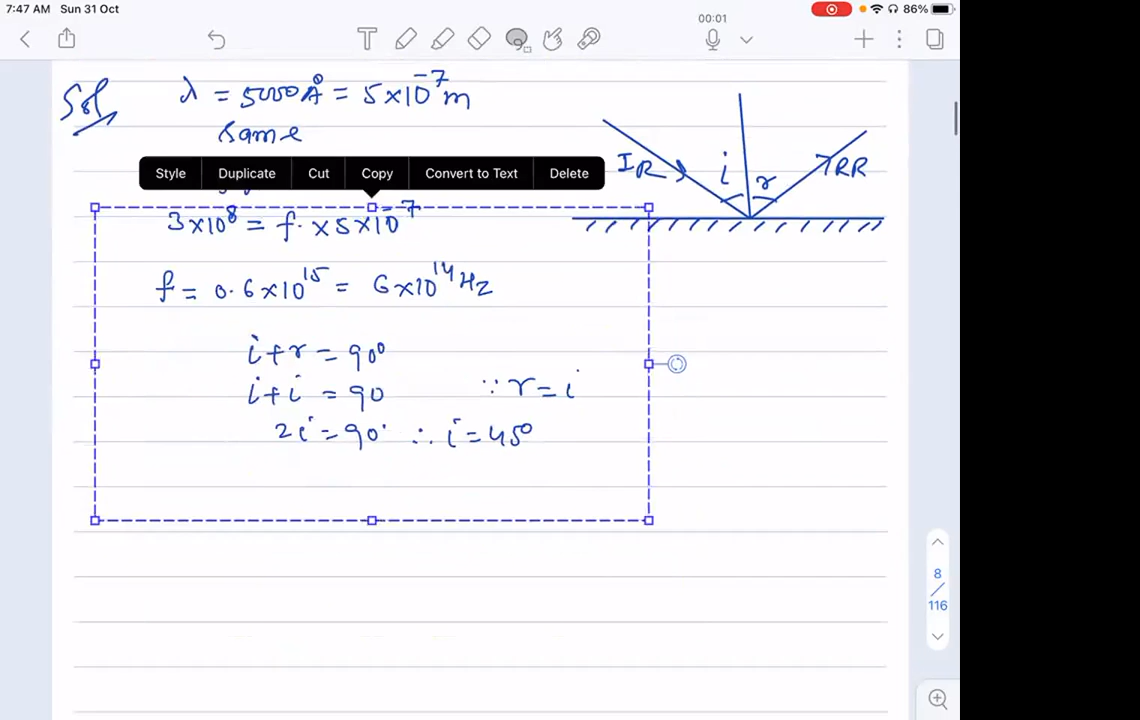 7:47 AM Sun 31 Oct
86%
00:01
Sol
λ = 5000 Å = 5×10⁻⁷ m
same
Style Duplicate Cut Copy Convert to Text Delete
3×10⁸ = f. × 5×10⁻⁷
f = 0.6×10¹⁵ = 6×10¹⁴ Hz
i+r = 90°
i+i = 90 ∵ r = i
2i = 90° ∴ i = 45°
IR i r RR
8
/
116